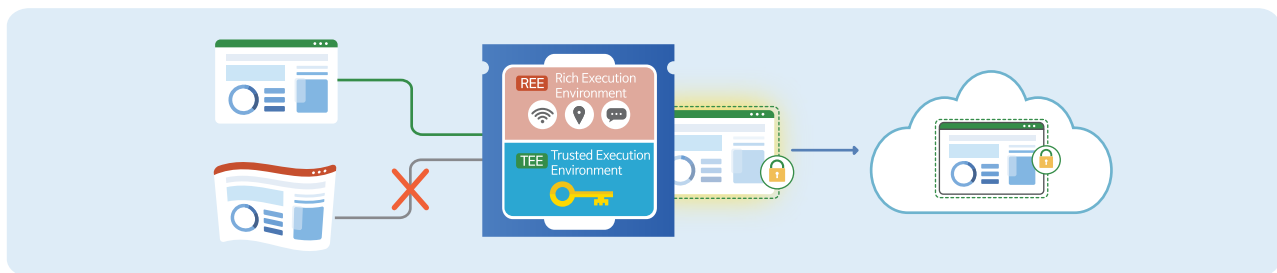 REE Rich Execution
Environment
TEE Trusted Execution
Environment